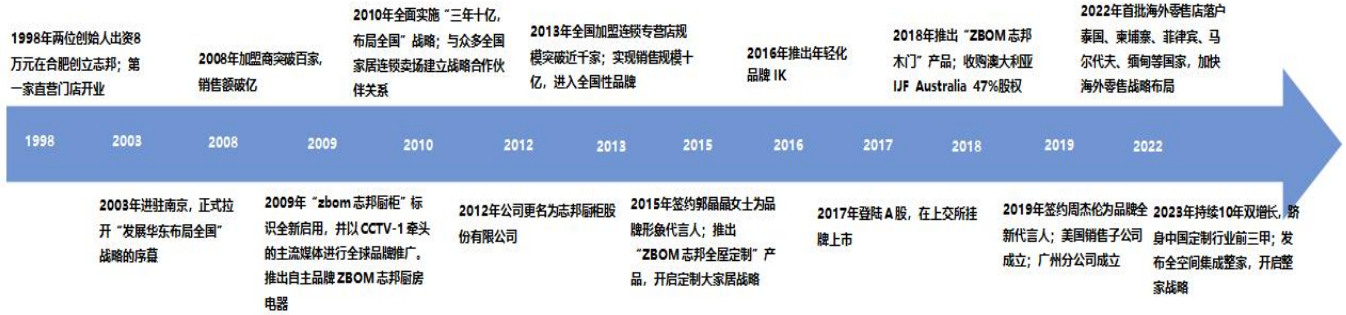 1998年两位创始人出资8
万元在合肥创立志邦；第
一家直营门店开业
2008年加盟商突破百家，
销售额破亿
2010年全面实施“三年十亿，
布局全国”战略；与众多全国
家居连锁卖场建立战略合作伙
伴关系
2013年全国加盟连锁专营店规
模突破近千家；实现销售规模十
亿，进入全国性品牌
2016年推出年轻化
品牌 IK
2018年推出“ZBOM志邦
木门”产品；收购澳大利亚
IJF Australia 47%股权
2022年首批海外零售店落户
泰国、柬埔寨、菲律宾、马
尔代夫、缅甸等国家，加快
海外零售战略布局
1998 2003 2008 2009 2010 2012 2013 2015 2016 2017 2018 2019 2022
2003年进驻南京，正式拉
开“发展华东布局全国”
战略的序幕
2009年“zbom志邦厨柜”标
识全新启用，并以CCTV-1牵头
的主流媒体进行全球品牌推广。
推出自主品牌ZBOM志邦厨房
电器
2012年公司更名为志邦厨柜股
份有限公司
2015年签约郭晶晶女士为品
牌形象代言人；推出
“ZBOM志邦全屋定制”产
品，开启定制大家居战略
2017年登陆A股，在上交所挂
牌上市
2019年签约周杰伦为品牌全
新代言人；美国销售子公司
成立；广州分公司成立
2023年持续10年双增长，跻
身中国定制行业前三甲；发
布全空间集成整家，开启整
家战略